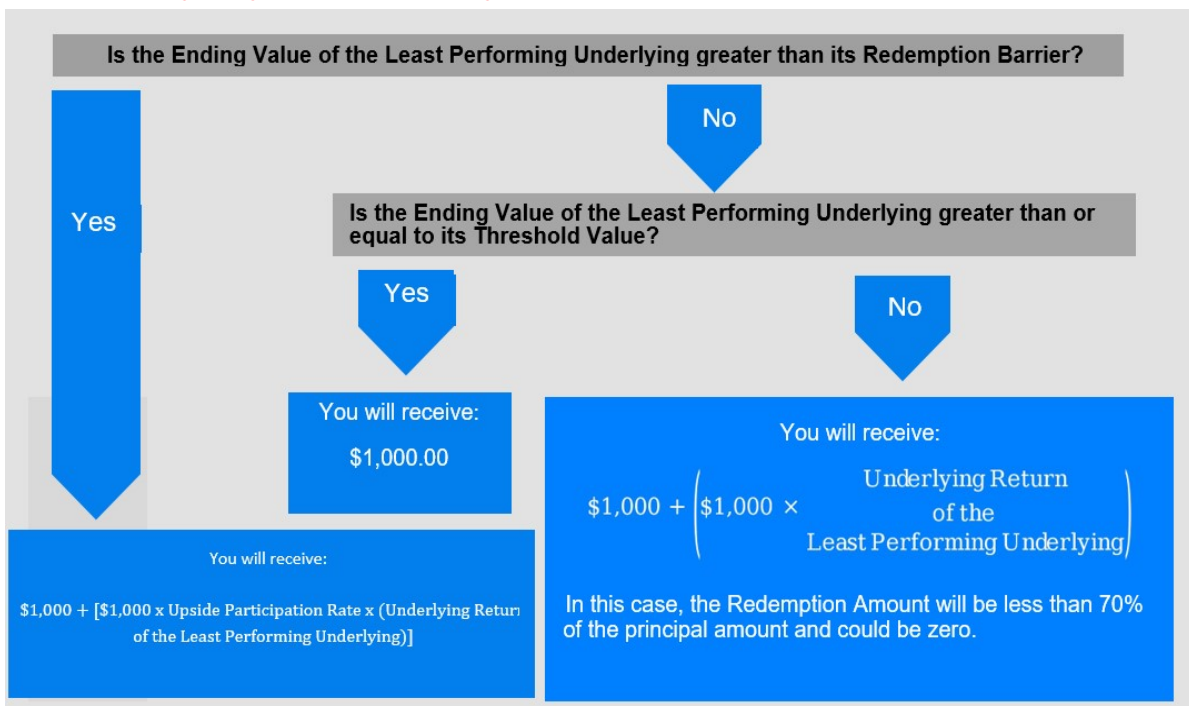 Is the Ending Value of the Least Performing Underlying greater than its Redemption Barrier?
No
Yes
Is the Ending Value of the Least Performing Underlying greater than or
equal to its Threshold Value?
Yes
No
You will receive:
$1,000.00
You will receive:
$1,000 + ($1,000 × Underlying Return
of the
Least Performing Underlying)
In this case, the Redemption Amount will be less than 70%
of the principal amount and could be zero.
You will receive:
$1,000 + [$1,000 x Upside Participation Rate x (Underlying Return
of the Least Performing Underlying)]